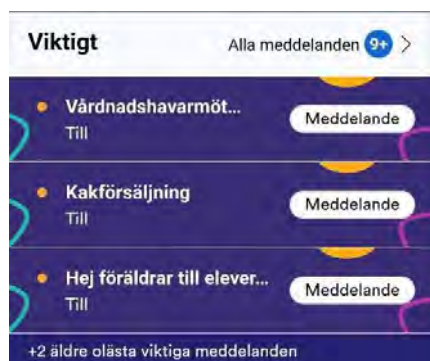 Viktigt
Alla meddelanden 9+ >
Vårdnadshavarmöt...
Meddelande
Till
Kakförsäljning
Meddelande
Till
Hej föräldrar till elever...
Meddelande
Till
+2 äldre olästa viktiga meddelanden